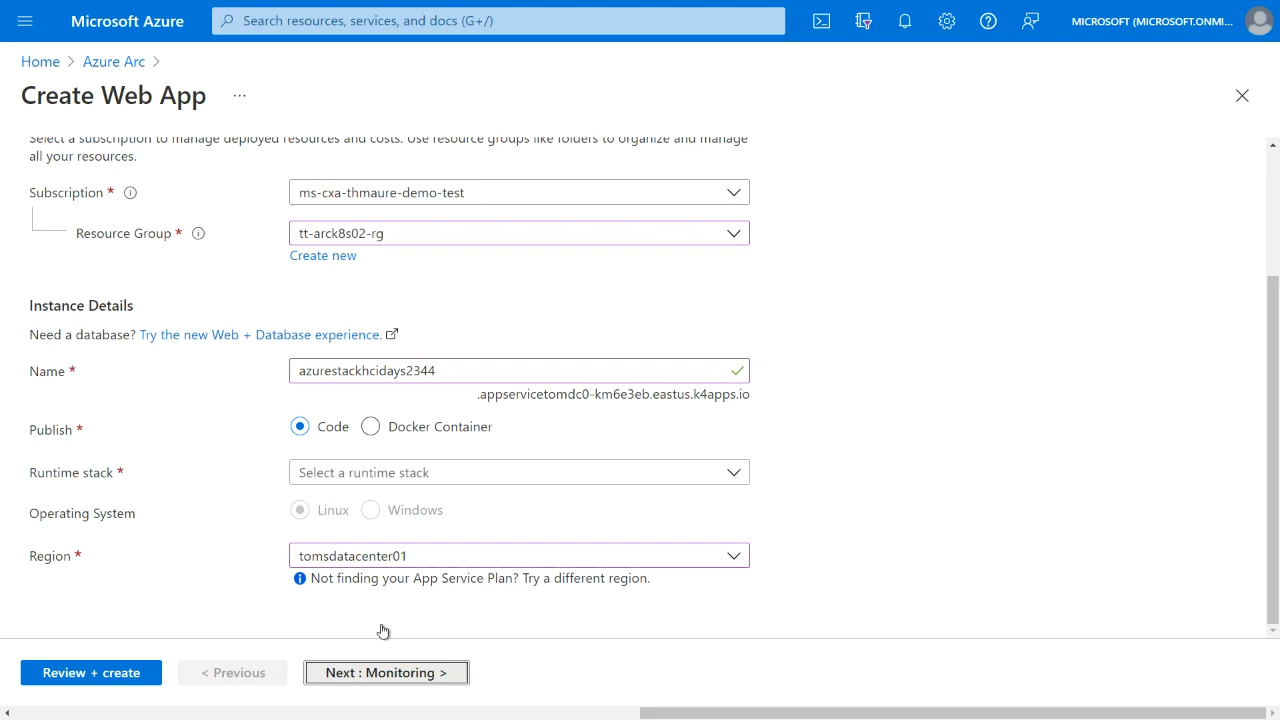 Microsoft Azure
Search resources, services, and docs (G+/)
MICROSOFT (MICROSOFT.ONMI...
Home > Azure Arc >
Create Web App ...
Select a subscription to manage deployed resources and costs. Use resource groups like folders to organize and manage
all your resources.
Subscription *
ms-cxa-thmaure-demo-test
Resource Group *
tt-arck8s02-rg
Create new
Instance Details
Need a database? Try the new Web + Database experience.
Name *
azurestackhcidays2344
.appservicetomdc0-km6e3eb.eastus.k4apps.io
Publish *
Code Docker Container
Runtime stack *
Select a runtime stack
Operating System
Linux Windows
Region *
tomsdatacenter01
Not finding your App Service Plan? Try a different region.
Review + create
< Previous
Next : Monitoring >